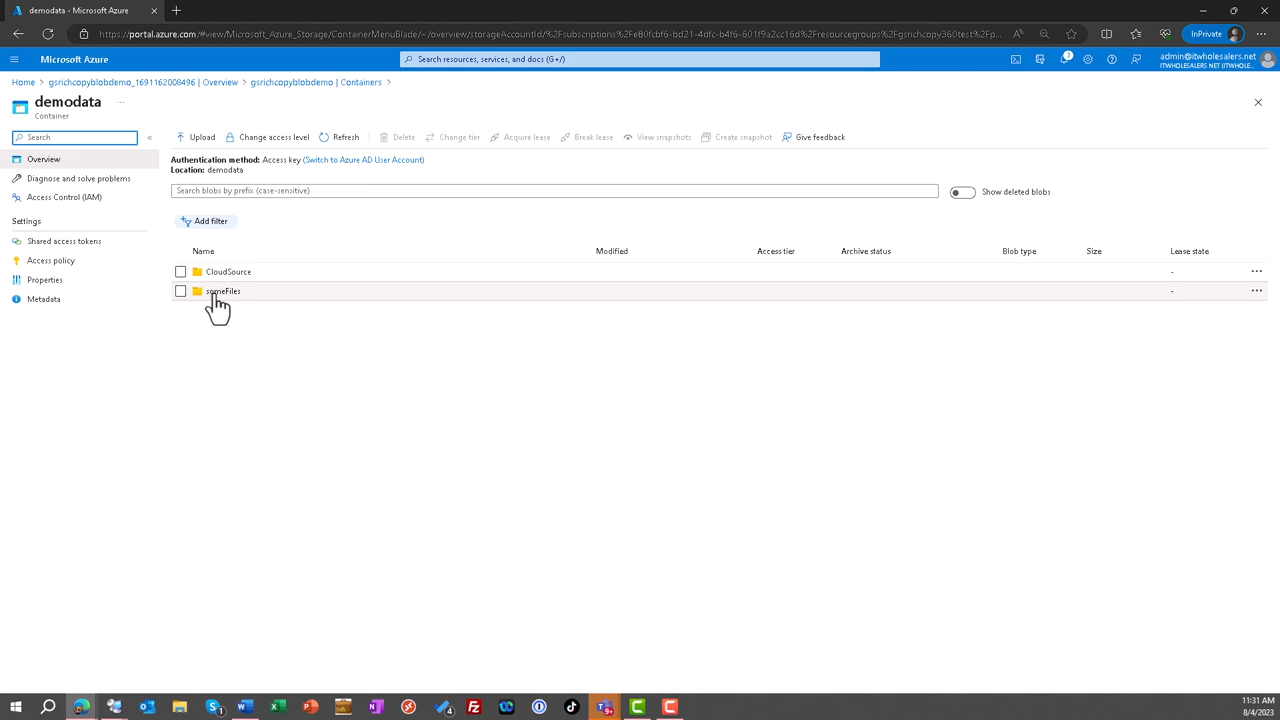 demodata - Microsoft Azure
https://portal.azure.com/#view/Microsoft_Azure_Storage/ContainerMenuBlade/~/overview/storageAccountId/%2Fsubscriptions%2Fe80fcbf6-bd21-4dfc-b4f6-601f9a2cc16d%2Fresourcegroups%2Fgsrichcopy360test%2Fp...
InPrivate
Microsoft Azure
Search resources, services, and docs (G+/)
3
admin@itwholesalers.net
ITWHOLESALERS NET (ITWHOLE...
Home > gsrichcopyblobdemo_1691162008496 | Overview > gsrichcopyblobdemo | Containers >
demodata ...
Container
Search
«
Upload Change access level Refresh Delete Change tier Acquire lease Break lease View snapshots Create snapshot Give feedback
Overview
Diagnose and solve problems
Access Control (IAM)
Settings
Shared access tokens
Access policy
Properties
Metadata
Authentication method: Access key (Switch to Azure AD User Account)
Location: demodata
Search blobs by prefix (case-sensitive)
Show deleted blobs
Add filter
Name Modified Access tier Archive status Blob type Size Lease state
CloudSource - ...
someFiles - ...
11:31 AM
8/4/2023